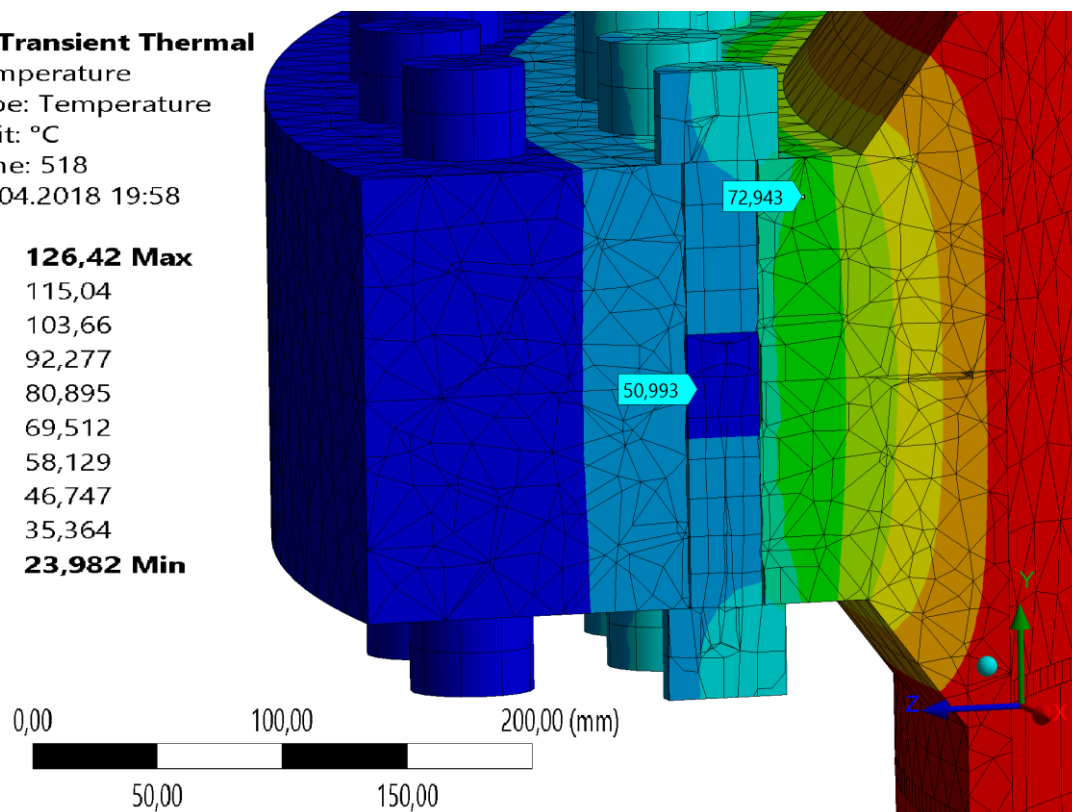 Transient Thermal
mperature
pe: Temperature
it: °C
ne: 518
04.2018 19:58
126,42 Max
115,04
103,66
92,277
80,895
69,512
58,129
46,747
35,364
23,982 Min
72,943
50,993
Y
Z
X
0,00 100,00 200,00 (mm)
50,00 150,00